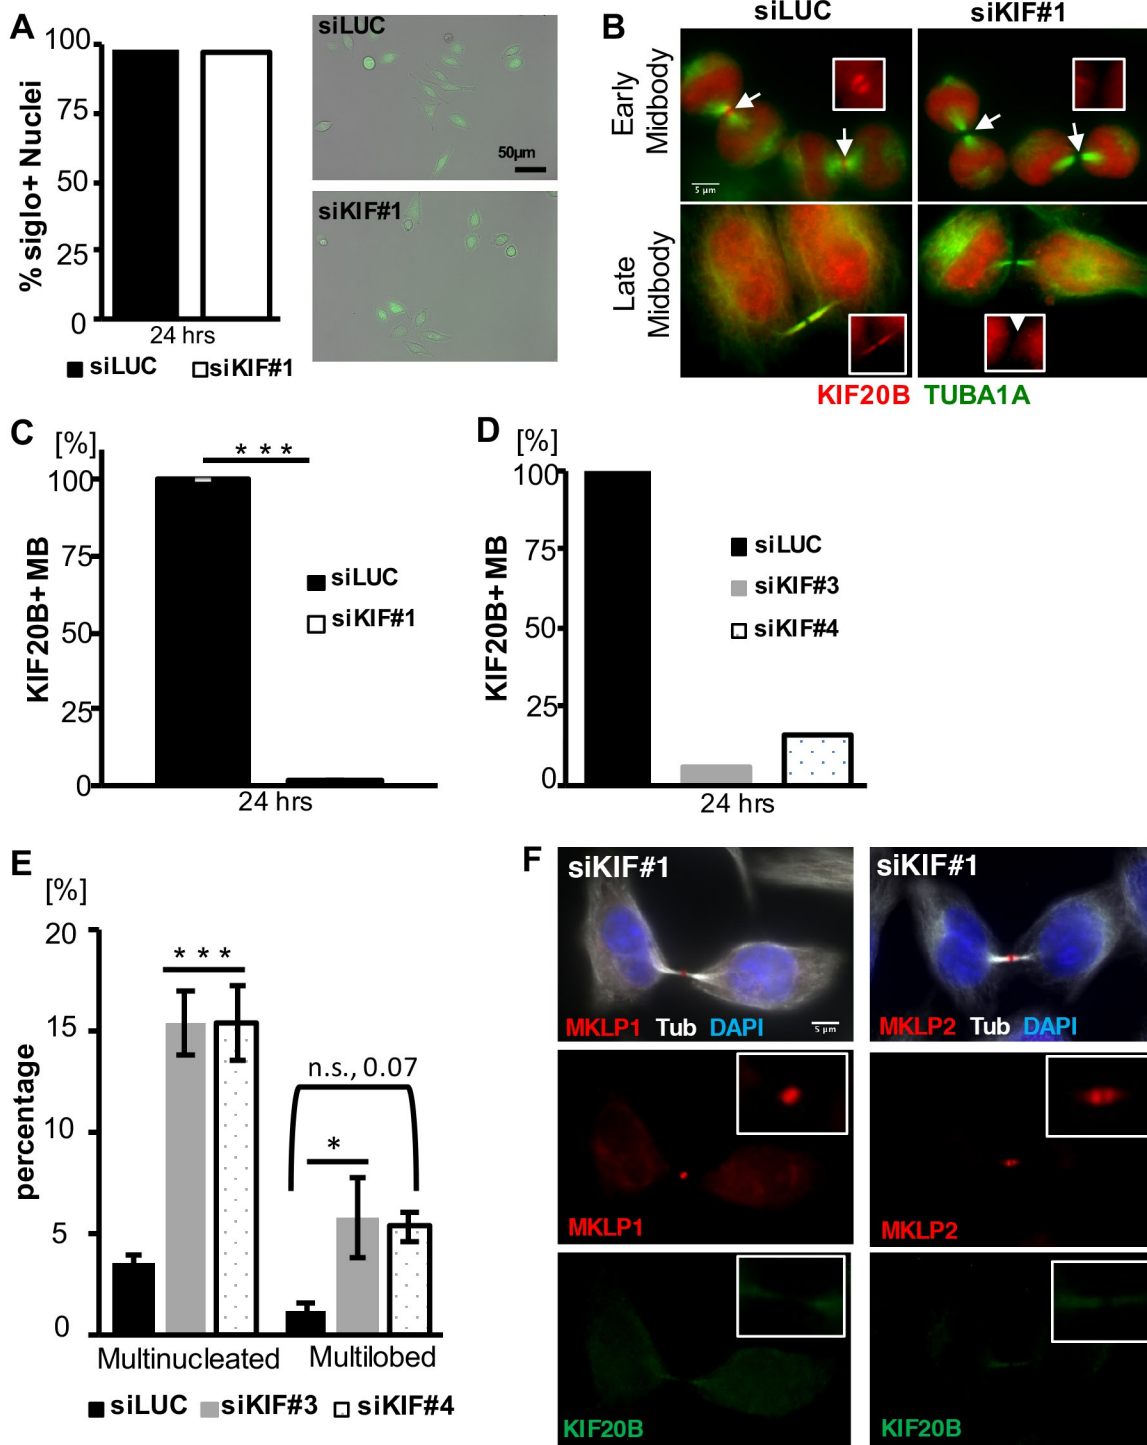 A
100
75
50
25
0
% siglo+ Nuclei
24 hrs
siLUC siKIF#1
siLUC
50µm
siKIF#1
B
siLUC siKIF#1
Early
Midbody
5 µm
Late
Midbody
KIF20B TUBA1A
C
[%]
100
75
50
25
0
KIF20B+ MB
* * *
siLUC
siKIF#1
24 hrs
D
[%]
100
75
50
25
0
KIF20B+ MB
siLUC
siKIF#3
siKIF#4
24 hrs
E
[%]
20
15
10
5
0
percentage
* * *
n.s., 0.07
*
Multinucleated Multilobed
siLUC siKIF#3 siKIF#4
F
siKIF#1
MKLP1 Tub DAPI
5 µm
siKIF#1
MKLP2 Tub DAPI
MKLP1
MKLP2
KIF20B
KIF20B